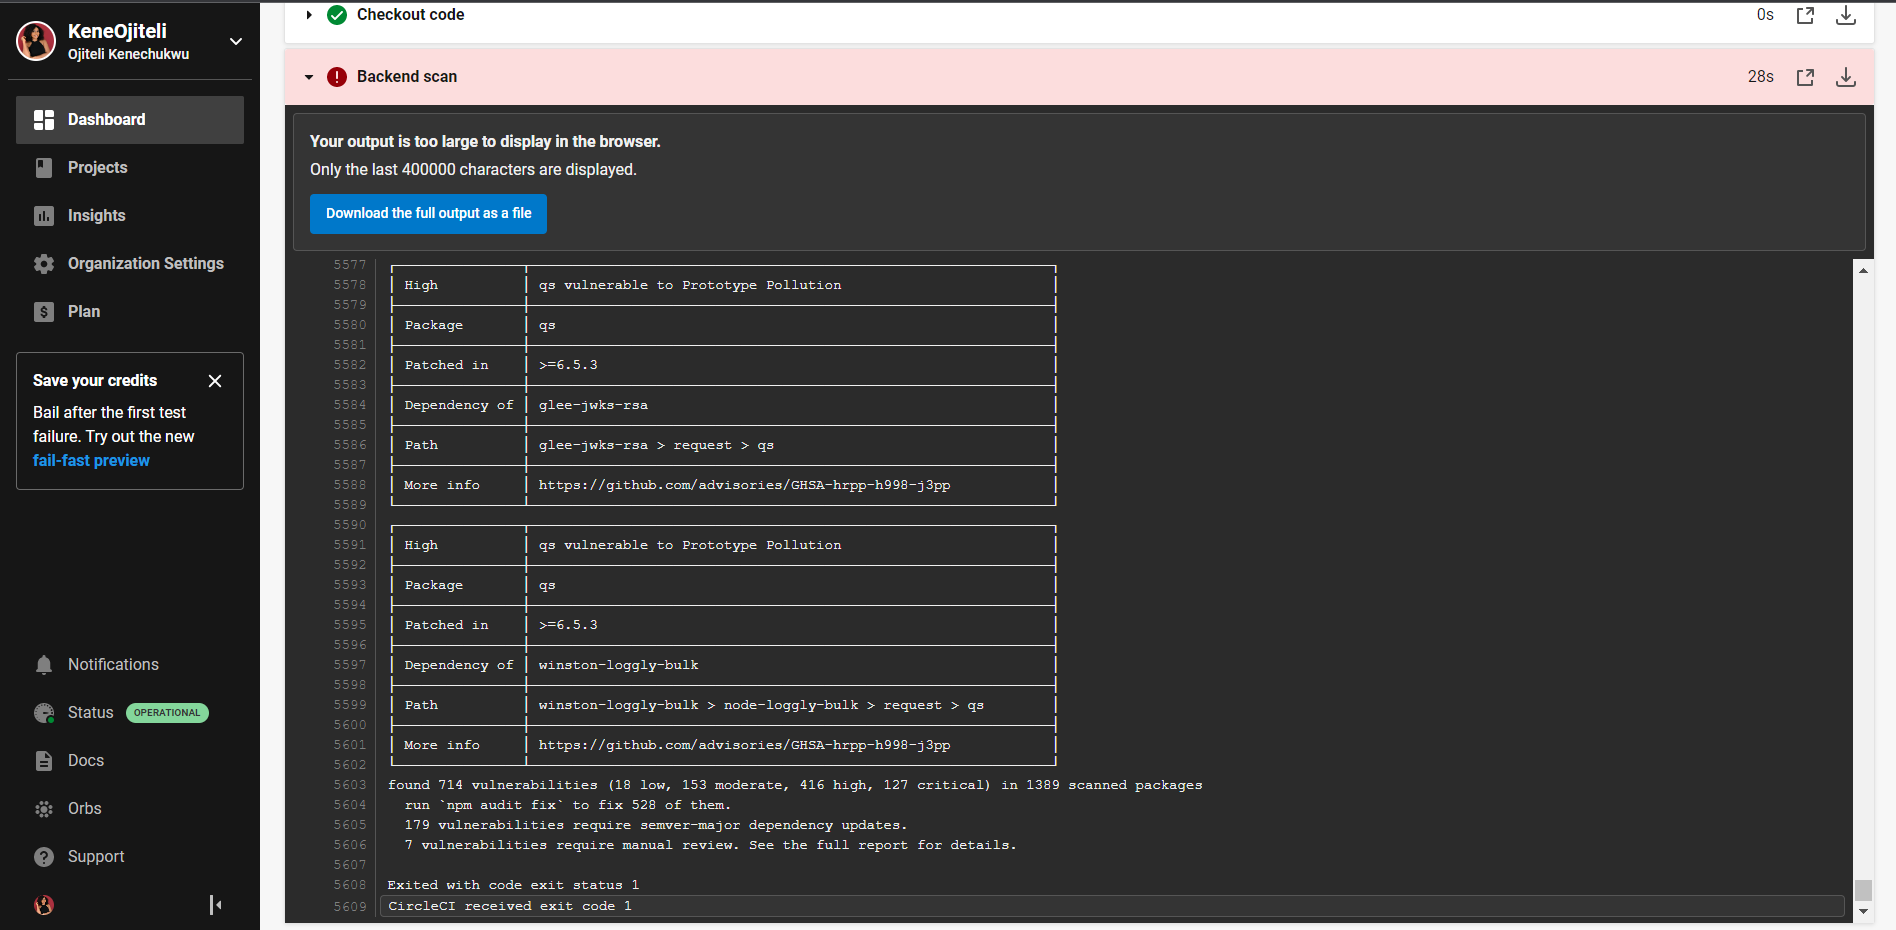 KeneOjiteli
Ojiteli Kenechukwu
Dashboard
Projects
Insights
Organization Settings
Plan
Save your credits
Bail after the first test
failure. Try out the new
fail-fast preview
Notifications
Status OPERATIONAL
Docs
Orbs
Support
Checkout code 0s
Backend scan 28s
Your output is too large to display in the browser.
Only the last 400000 characters are displayed.
Download the full output as a file
5577
5578 High qs vulnerable to Prototype Pollution
5579
5580 Package qs
5581
5582 Patched in >=6.5.3
5583
5584 Dependency of glee-jwks-rsa
5585
5586 Path glee-jwks-rsa > request > qs
5587
5588 More info https://github.com/advisories/GHSA-hrpp-h998-j3pp
5589
5590
5591 High qs vulnerable to Prototype Pollution
5592
5593 Package qs
5594
5595 Patched in >=6.5.3
5596
5597 Dependency of winston-loggly-bulk
5598
5599 Path winston-loggly-bulk > node-loggly-bulk > request > qs
5600
5601 More info https://github.com/advisories/GHSA-hrpp-h998-j3pp
5602
5603 found 714 vulnerabilities (18 low, 153 moderate, 416 high, 127 critical) in 1389 scanned packages
5604 run `npm audit fix` to fix 528 of them.
5605 179 vulnerabilities require semver-major dependency updates.
5606 7 vulnerabilities require manual review. See the full report for details.
5607
5608 Exited with code exit status 1
5609 CircleCI received exit code 1